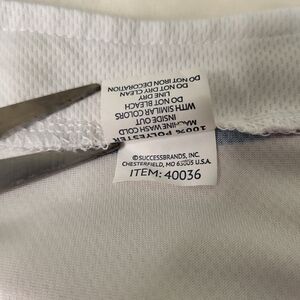 100% POLYESTER
MACHINE WASH COLD
INSIDE OUT
WITH SIMILAR COLORS
DO NOT BLEACH
LINE DRY
DO NOT DRY CLEAN
DO NOT IRON DECORATION
©SUCCESSBRANDS, INC.
CHESTERFIELD, MO 63005 U.S.A.
ITEM: 40036